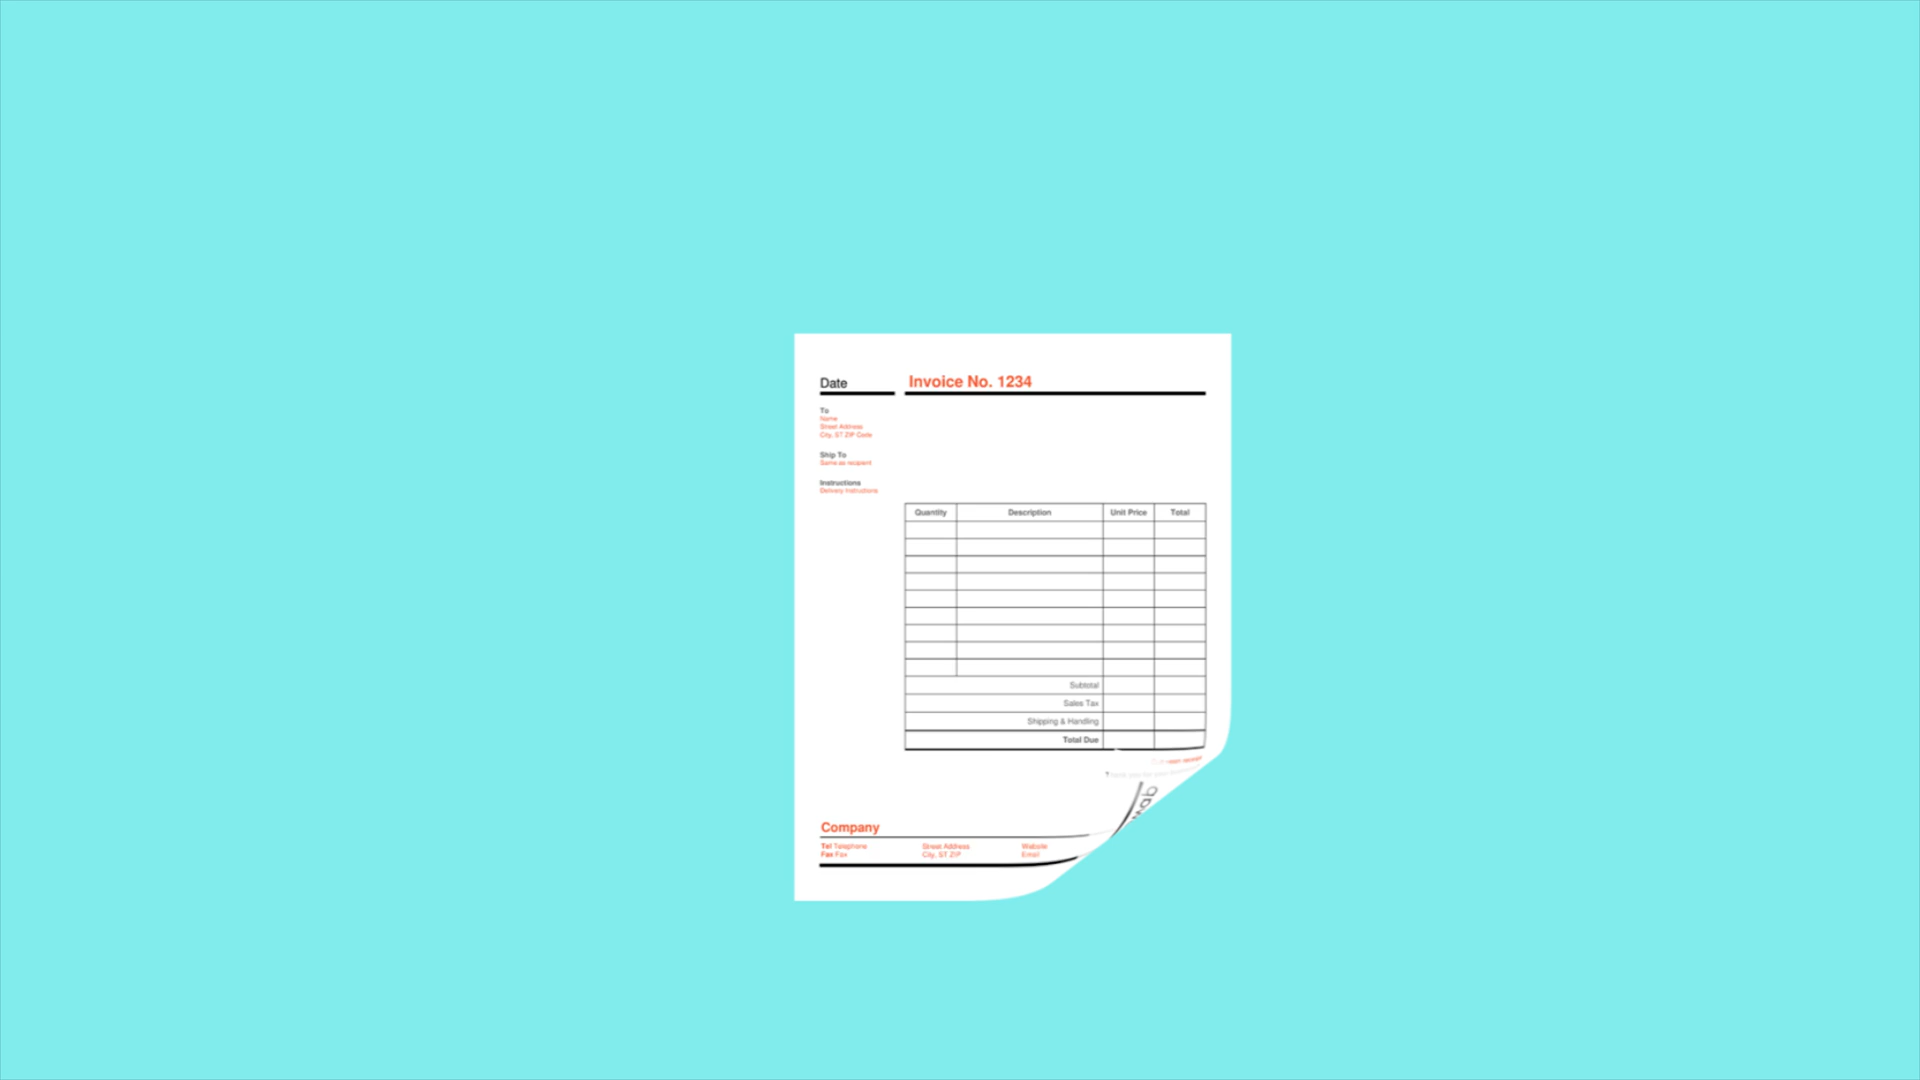 Date
Invoice No. 1234
To
Name
Street Address
City, ST ZIP Code
Ship To
Same as recipient
Instructions
Delivery Instructions
Quantity Description Unit Price Total
Subtotal
Sales Tax
Shipping & Handling
Total Due
Company
Tel Telephone Street Address Website
Fax Fax City, ST ZIP Email